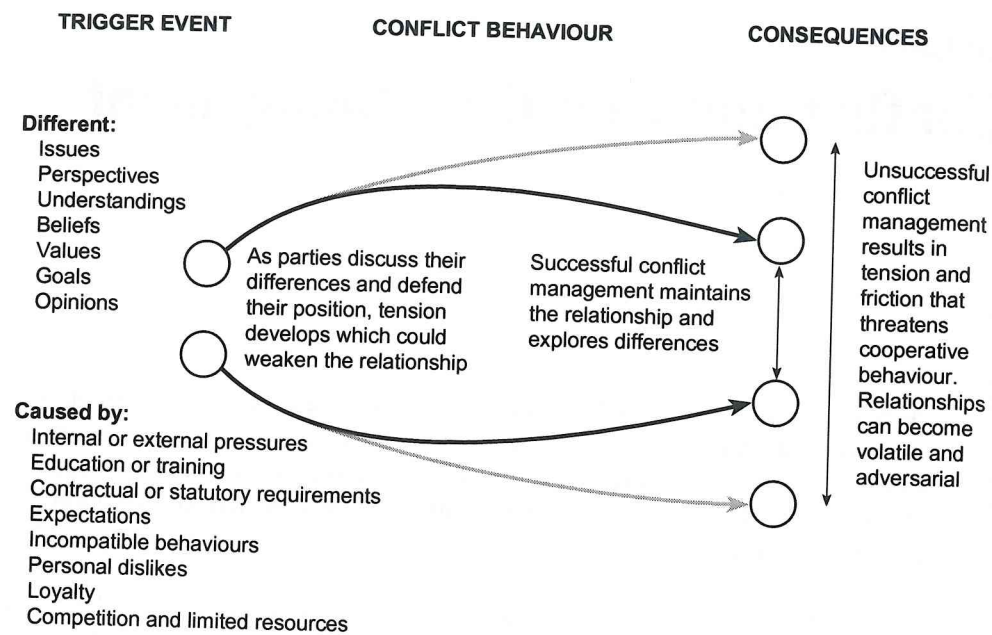 TRIGGER EVENT
CONFLICT BEHAVIOUR
CONSEQUENCES
Different:
Issues
Perspectives
Understandings
Beliefs
Values
Goals
Opinions
As parties discuss their
differences and defend
their position, tension
develops which could
weaken the relationship
Successful conflict
management maintains
the relationship and
explores differences
Unsuccessful
conflict
management
results in
tension and
friction that
threatens
cooperative
behaviour.
Relationships
can become
volatile and
adversarial
Caused by:
Internal or external pressures
Education or training
Contractual or statutory requirements
Expectations
Incompatible behaviours
Personal dislikes
Loyalty
Competition and limited resources